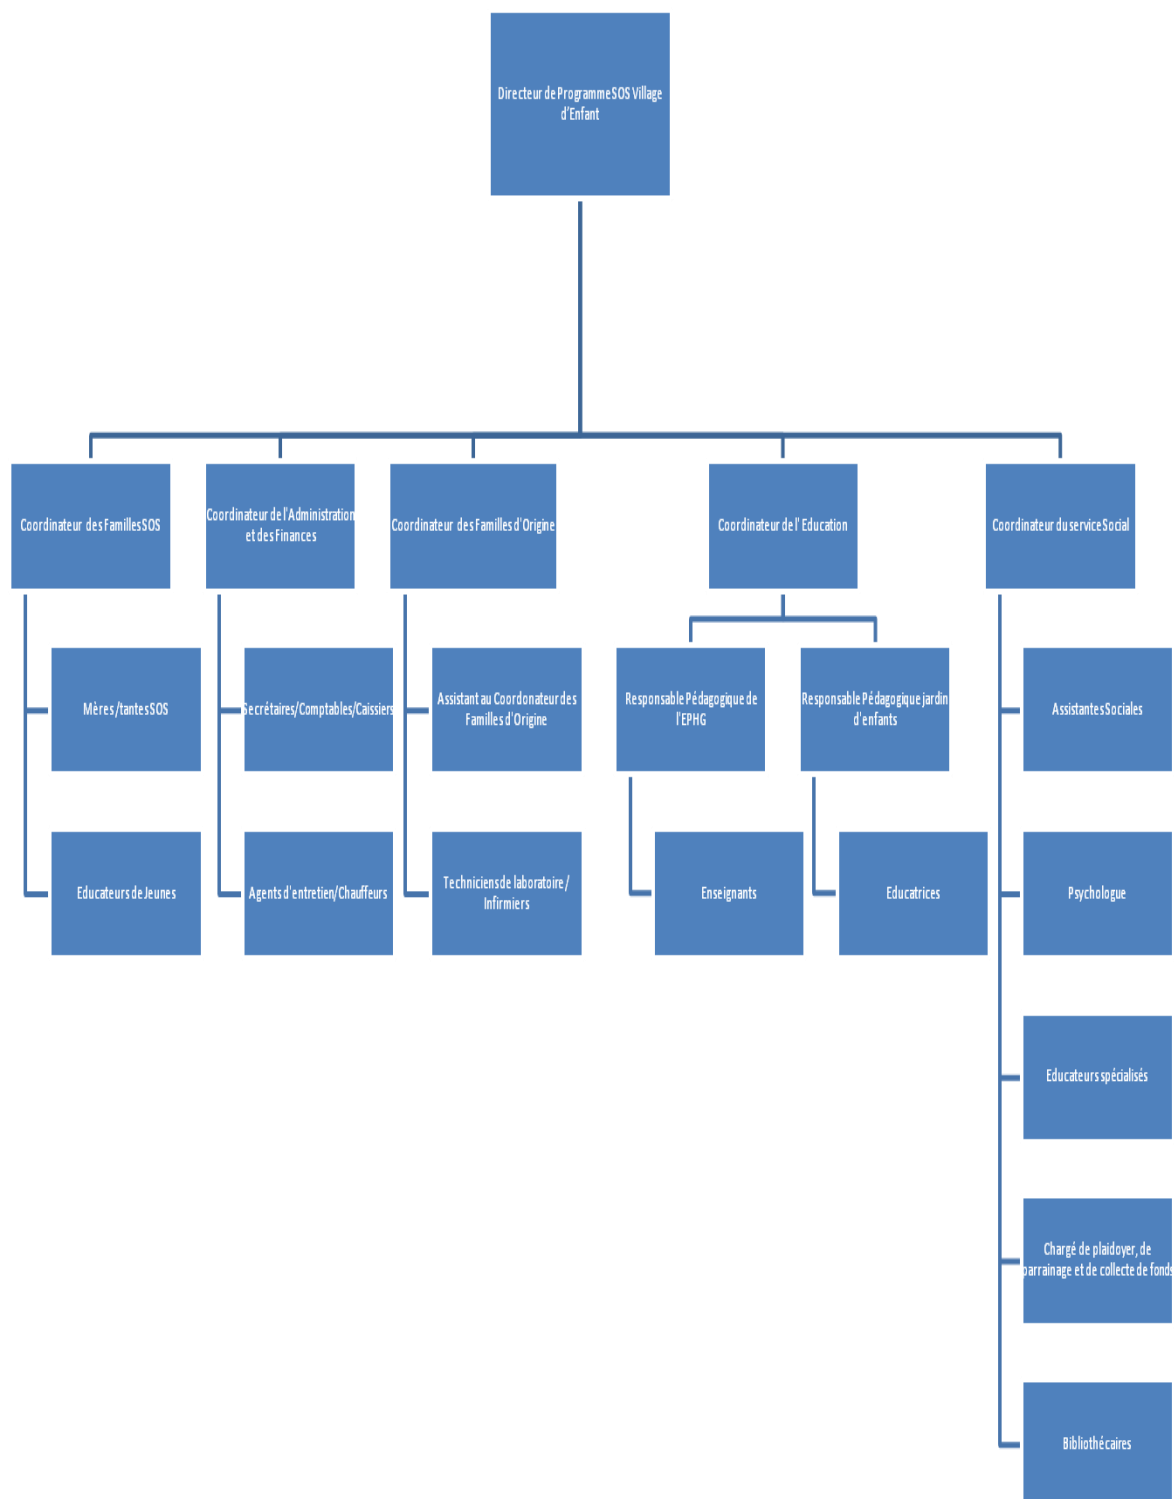 Directeur de Programme SOS Village
d'Enfant
Coordinateur des Familles SOS
Coordinateur de l'Administration
et des Finances
Coordinateur des Familles d'Origine
Coordinateur de l' Education
Coordinateur du service Social
Mères /tantes SOS
Secrétaires/Comptables/Caissiers
Assistant au Coordonateur des
Familles d'Origine
Responsable Pédagogique de
l'EPHG
Responsable Pédagogique jardin
d'enfants
Assistantes Sociales
Educateurs de Jeunes
Agents d'entretien/Chauffeurs
Techniciens de laboratoire /
Infirmiers
Enseignants
Educatrices
Psychologue
Educateurs spécialisés
Chargé de plaidoyer, de
parrainage et de collecte de fonds
Bibliothécaires